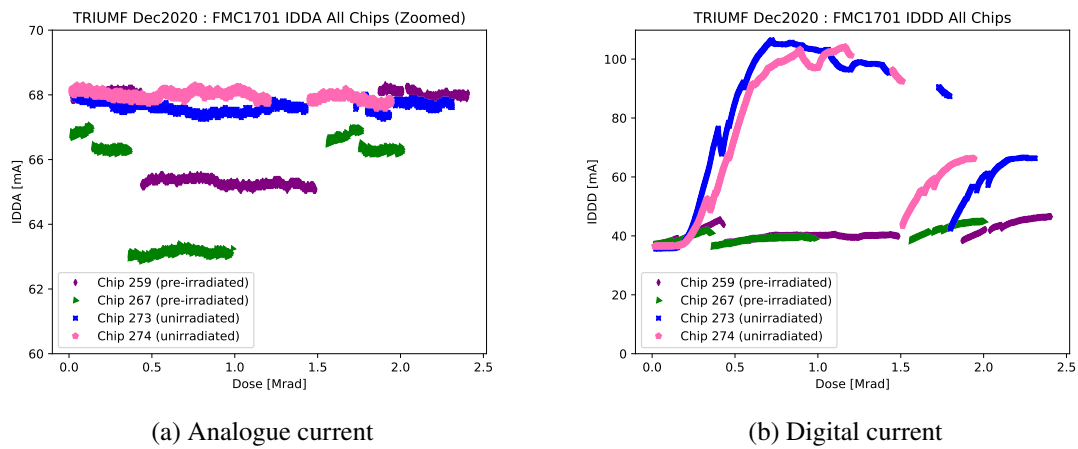 TRIUMF Dec2020 : FMC1701 IDDA All Chips (Zoomed)
70
68
66
64
62
60
IDDA [mA]
Chip 259 (pre-irradiated)
Chip 267 (pre-irradiated)
Chip 273 (unirradiated)
Chip 274 (unirradiated)
0.0 0.5 1.0 1.5 2.0 2.5
Dose [Mrad]
(a) Analogue current
TRIUMF Dec2020 : FMC1701 IDDD All Chips
100
80
60
40
20
0
IDDD [mA]
Chip 259 (pre-irradiated)
Chip 267 (pre-irradiated)
Chip 273 (unirradiated)
Chip 274 (unirradiated)
0.0 0.5 1.0 1.5 2.0 2.5
Dose [Mrad]
(b) Digital current